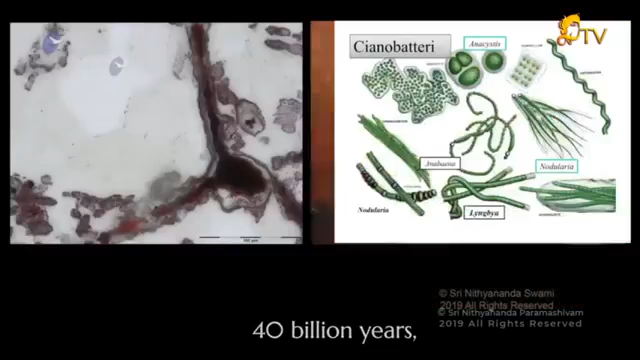 TV
Cianobatteri
Anacystis
Anabaena
Nodularia
Nodularia
Lyngbya
© Sri Nithyananda Swami
2019 All Rights Reserved
© Sri Nithyananda Paramashivam
2019 All Rights Reserved
40 billion years,